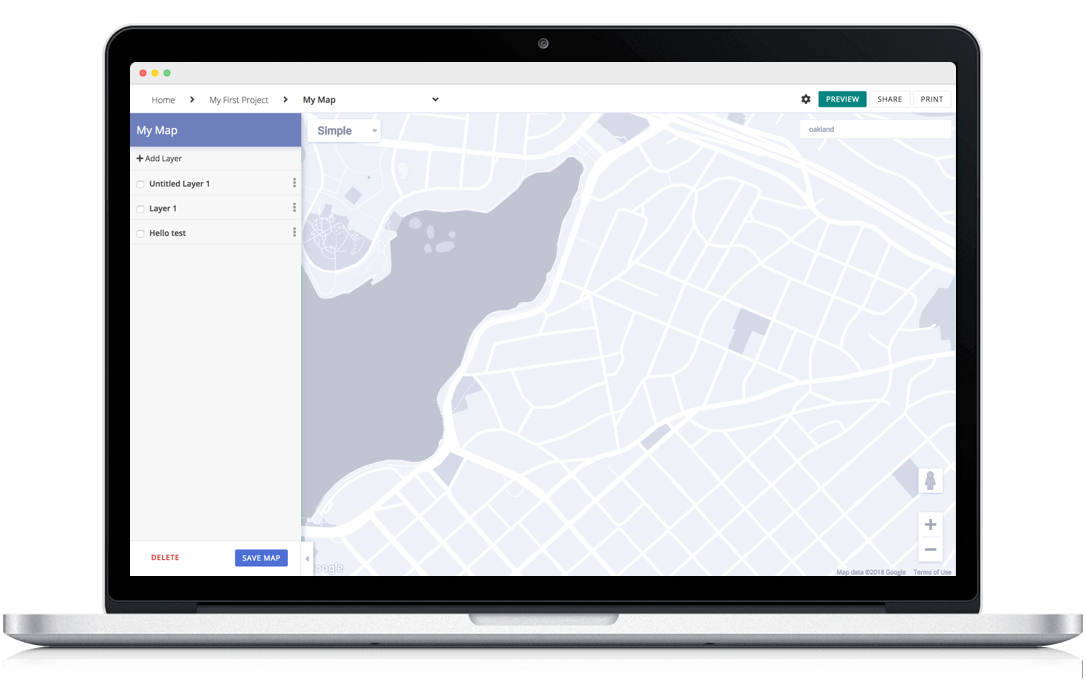 Home > My First Project > My Map
PREVIEW SHARE PRINT
My Map
Simple
oakland
+ Add Layer
Untitled Layer 1
Layer 1
Hello test
DELETE
SAVE MAP
Map data ©2018 Google Terms of Use